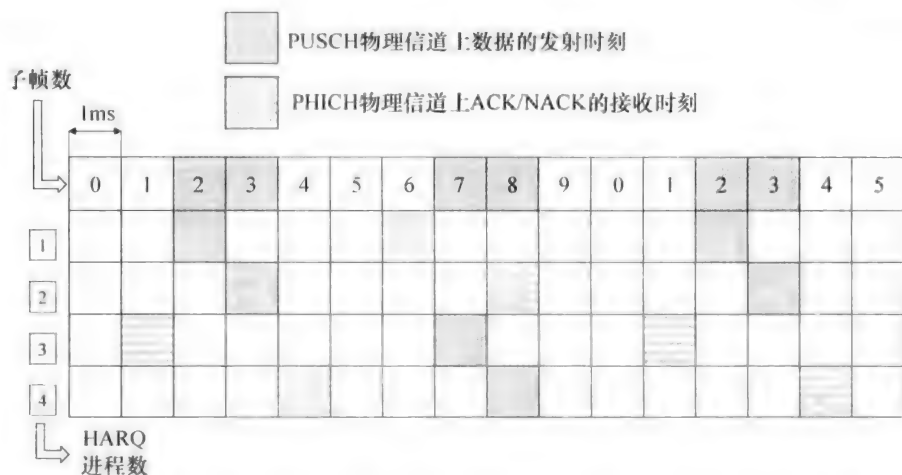 PUSCH物理信道上数据的发射时刻
子帧数
PHICH物理信道上ACK/NACK的接收时刻
1ms
0 1 2 3 4 5 6 7 8 9 0 1 2 3 4 5
1
2
3
4
HARQ
进程数